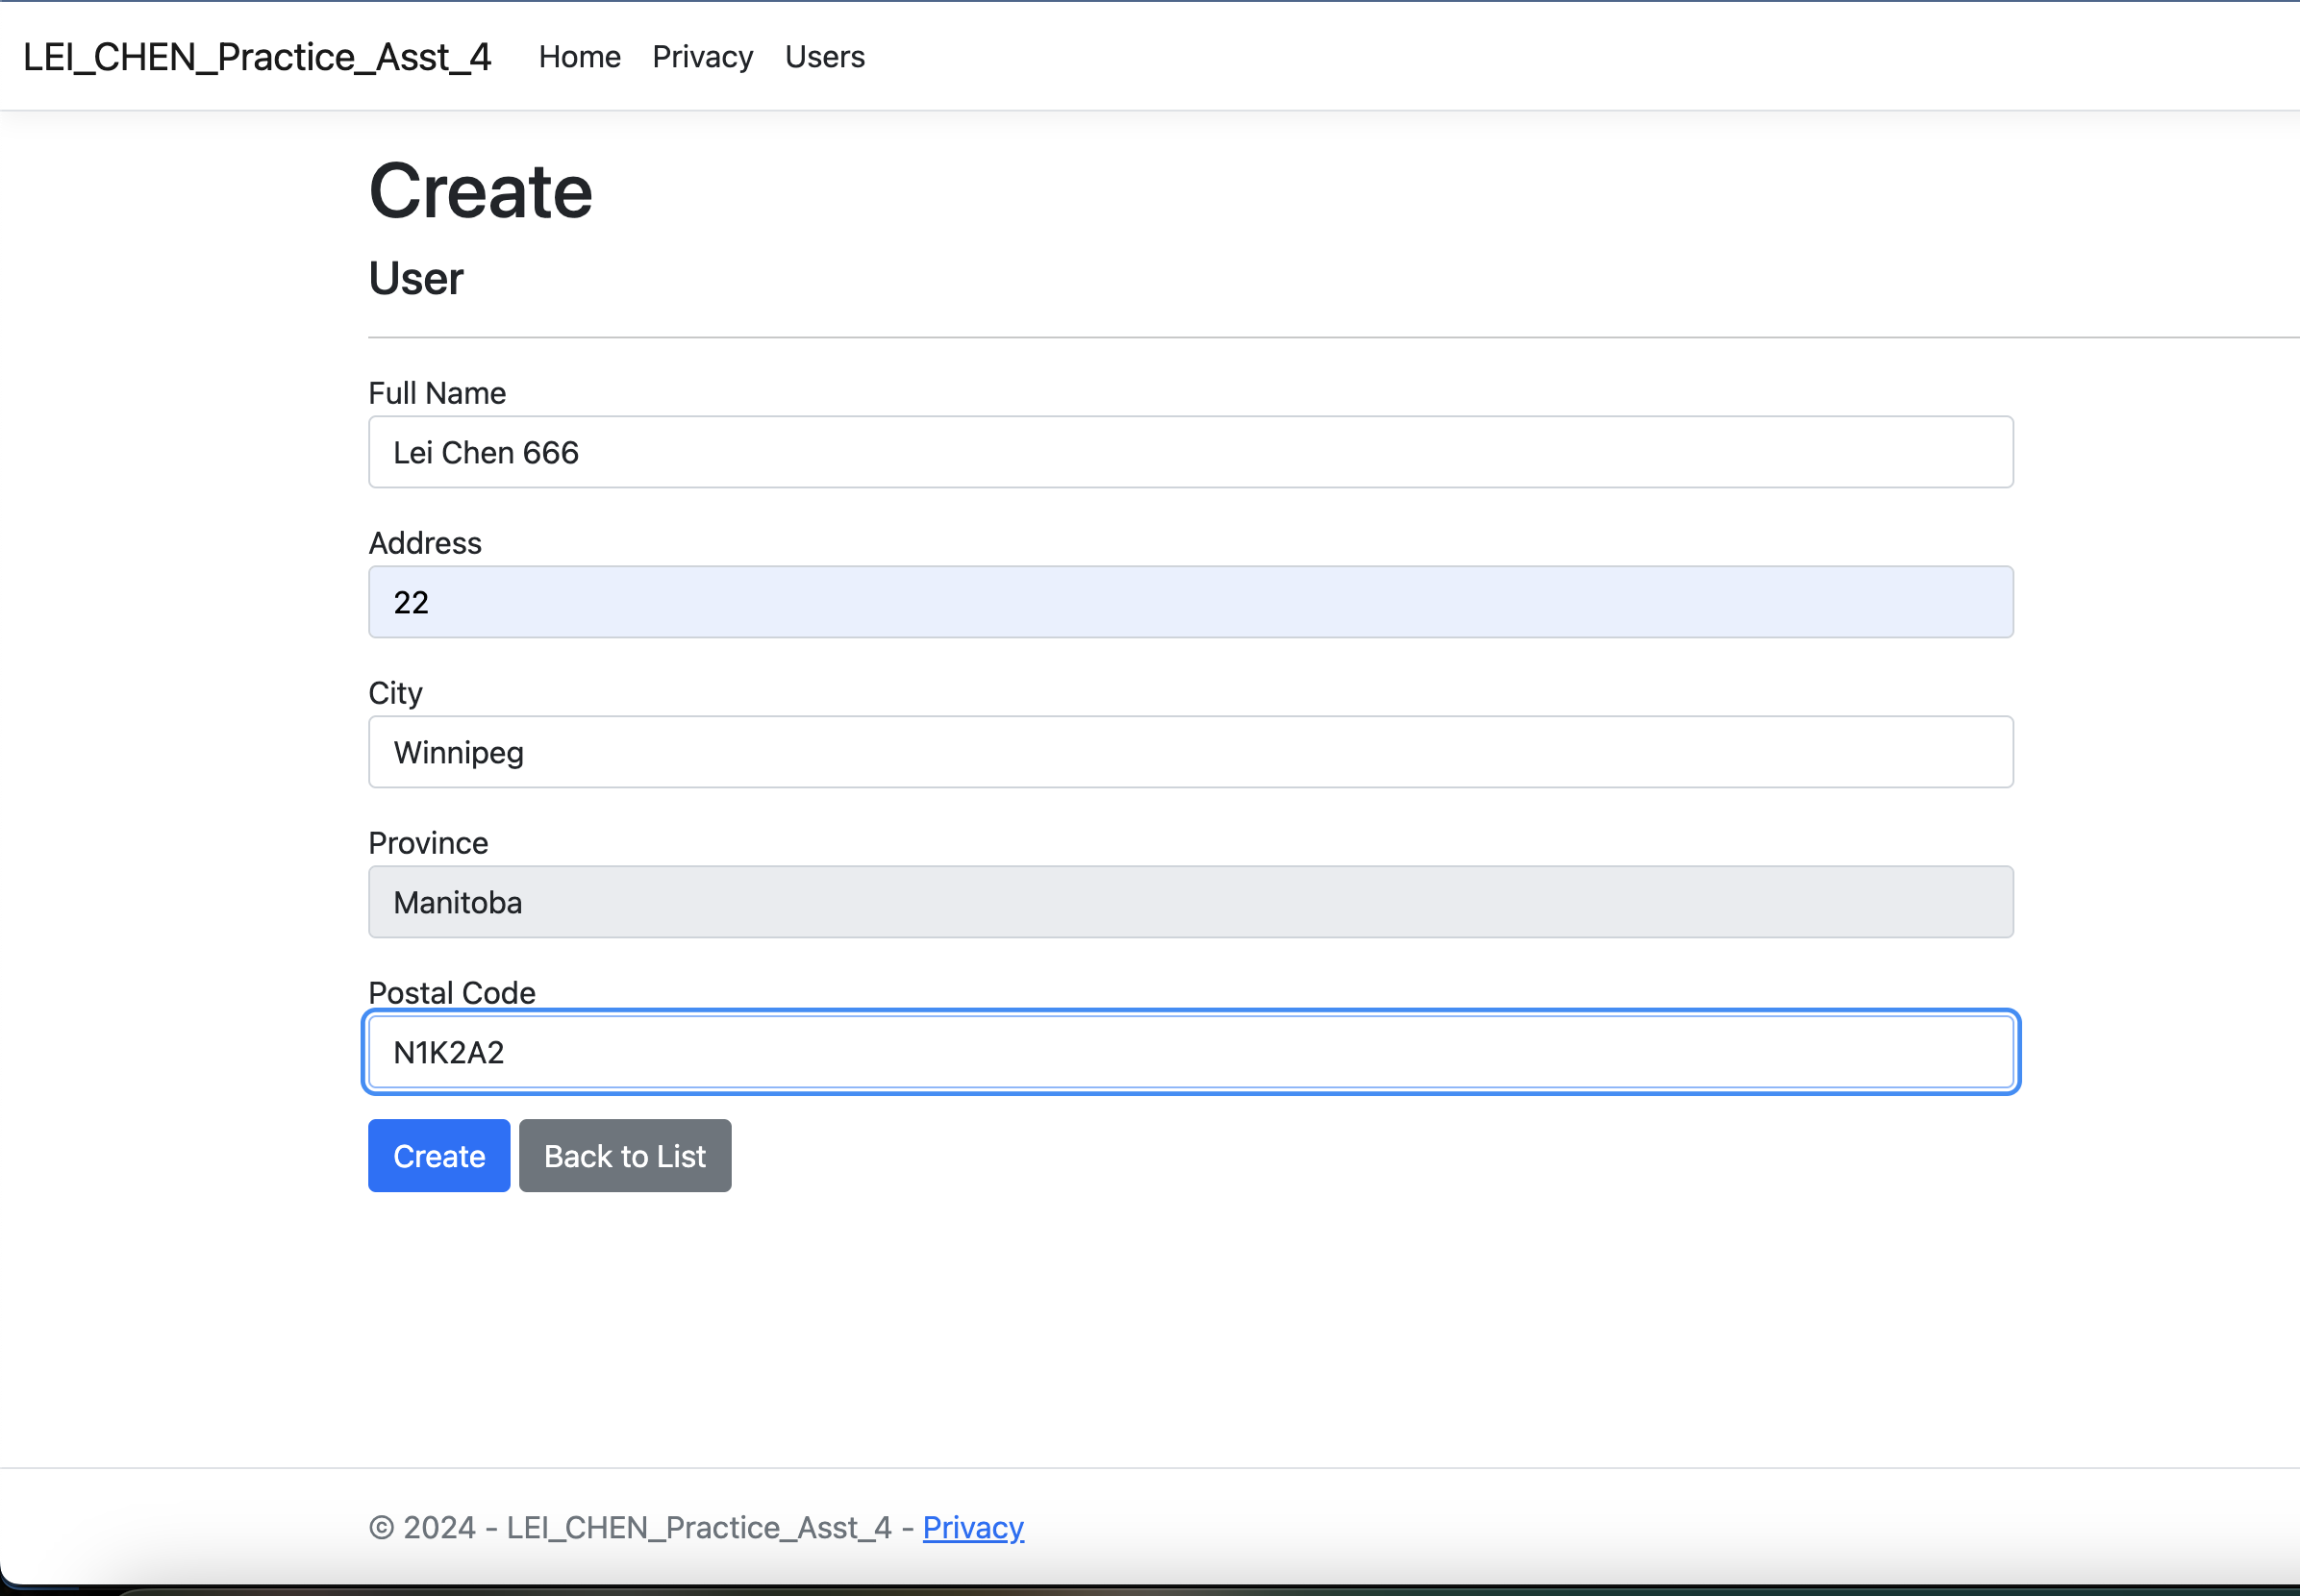 LEI_CHEN_Practice_Asst_4 Home Privacy Users
Create
User
Full Name
Lei Chen 666
Address
22
City
Winnipeg
Province
Manitoba
Postal Code
N1K2A2
Create Back to List
© 2024 - LEI_CHEN_Practice_Asst_4 - Privacy